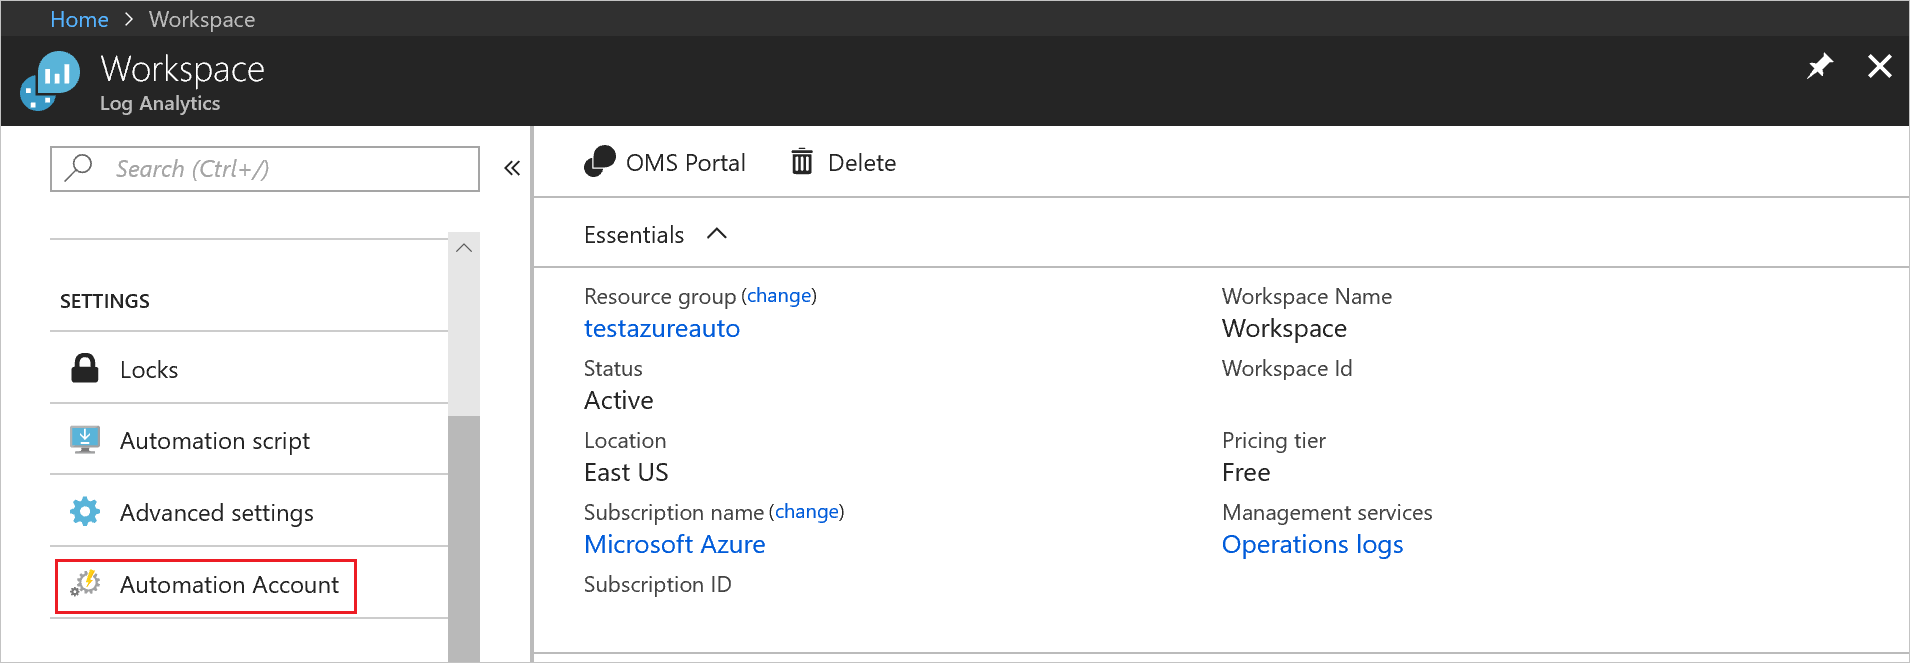 Home > Workspace
Workspace
Log Analytics
Search (Ctrl+/)
«
OMS Portal
Delete
Essentials
SETTINGS
Locks
Automation script
Advanced settings
Automation Account
Resource group (change)
testazureauto
Status
Active
Location
East US
Subscription name (change)
Microsoft Azure
Subscription ID
Workspace Name
Workspace
Workspace Id
Pricing tier
Free
Management services
Operations logs